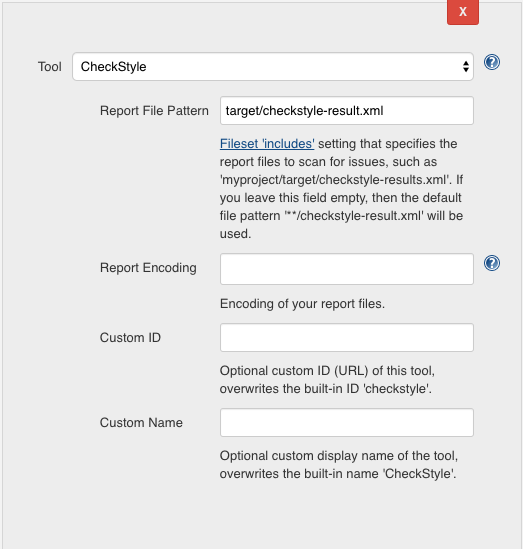 X
Tool CheckStyle ?
Report File Pattern target/checkstyle-result.xml
Fileset 'includes' setting that specifies the
report files to scan for issues, such as
'myproject/target/checkstyle-results.xml'. If
you leave this field empty, then the default
file pattern '**/checkstyle-result.xml' will be
used.
Report Encoding ?
Encoding of your report files.
Custom ID
Optional custom ID (URL) of this tool,
overwrites the built-in ID 'checkstyle'.
Custom Name
Optional custom display name of the tool,
overwrites the built-in name 'CheckStyle'.